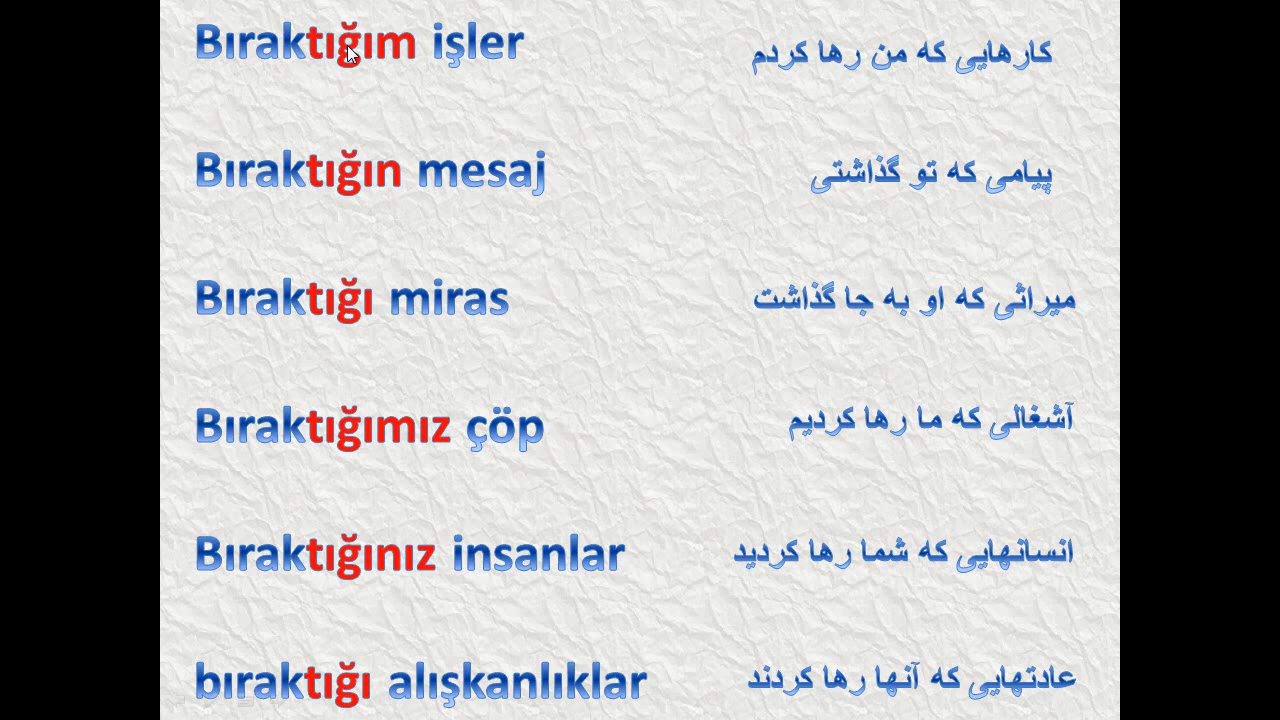 Bıraktığım işler کارهایی که من رها کردم
Bıraktığın mesaj پیامی که تو گذاشتی
Bıraktığı miras میراثی که او به جا گذاشت
Bıraktığımız çöp آشغالی که ما رها کردیم
Bıraktığınız insanlar انسانهایی که شما رها کردید
bıraktığı alışkanlıklar عادتهایی که آنها رها کردند